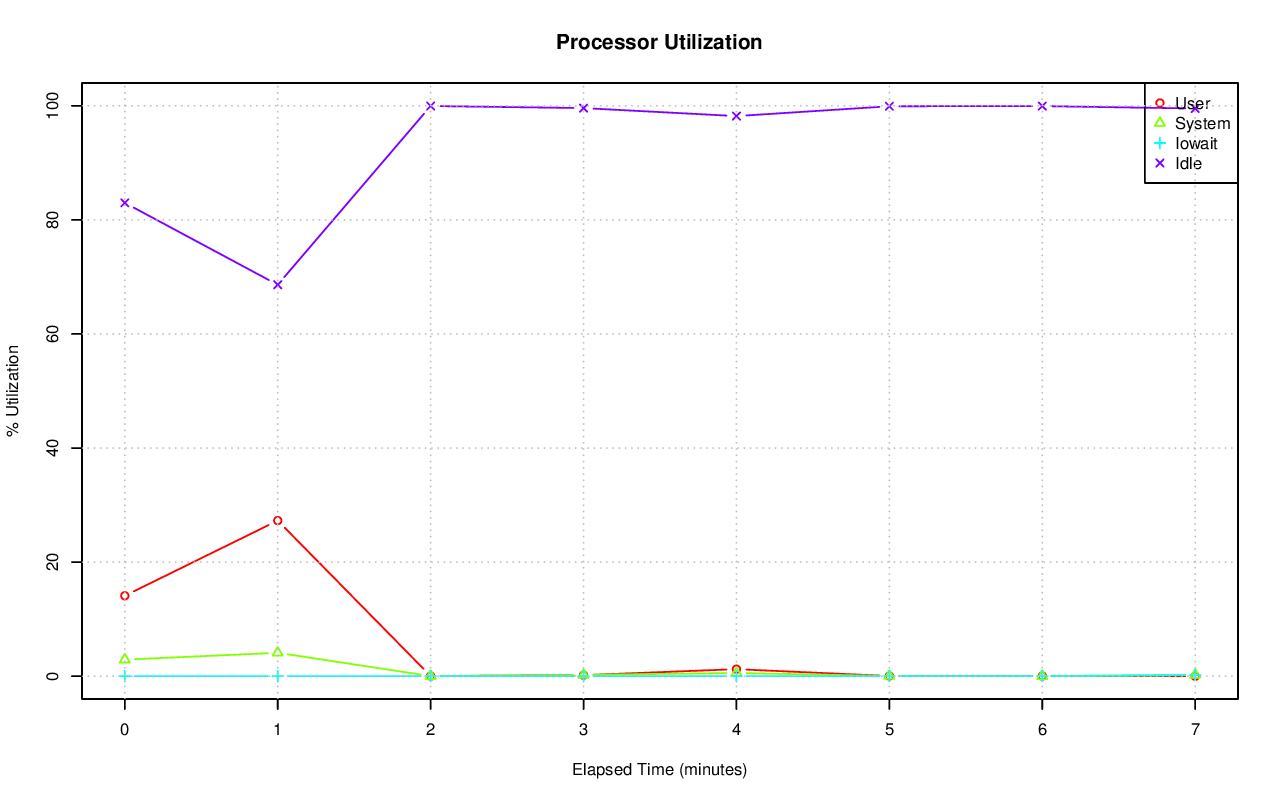 Processor Utilization
% Utilization
100
80
60
40
20
0
User
System
Iowait
Idle
0 1 2 3 4 5 6 7
Elapsed Time (minutes)